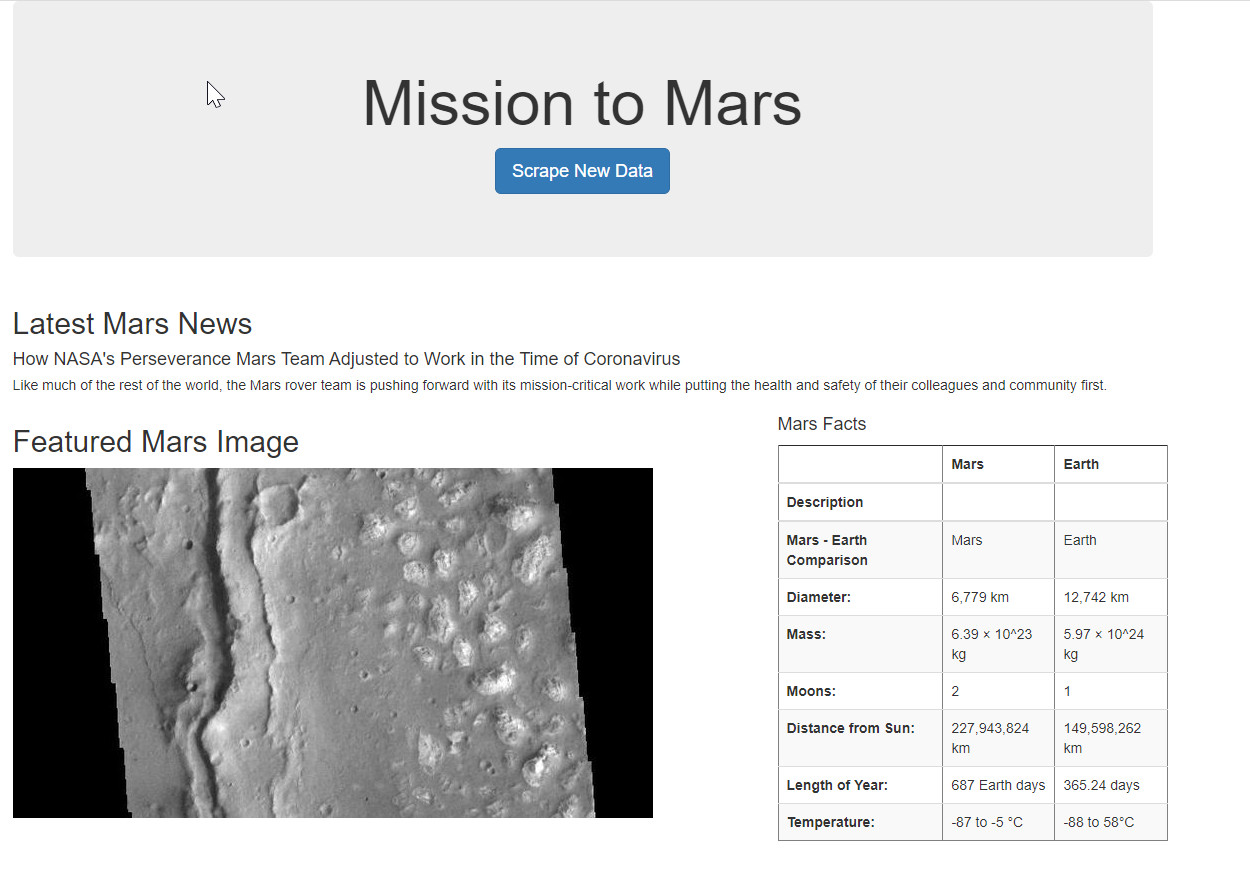 Mission to Mars
Scrape New Data
Latest Mars News
How NASA's Perseverance Mars Team Adjusted to Work in the Time of Coronavirus
Like much of the rest of the world, the Mars rover team is pushing forward with its mission-critical work while putting the health and safety of their colleagues and community first.
Featured Mars Image
Mars Facts
Mars Earth
Description
Mars - Earth Comparison Mars Earth
Diameter: 6,779 km 12,742 km
Mass: 6.39 × 10^23 kg 5.97 × 10^24 kg
Moons: 2 1
Distance from Sun: 227,943,824 km 149,598,262 km
Length of Year: 687 Earth days 365.24 days
Temperature: -87 to -5 °C -88 to 58°C